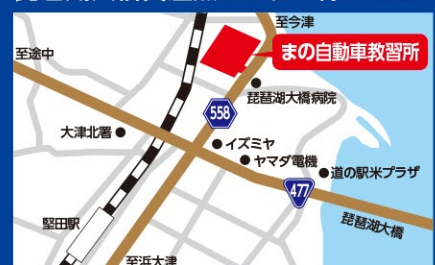 至今津
まの自動車教習所
至途中
琵琶湖大橋病院
558
大津北署
イズミヤ
ヤマダ電機
道の駅米プラザ
477
琵琶湖大橋
堅田駅
至浜大津